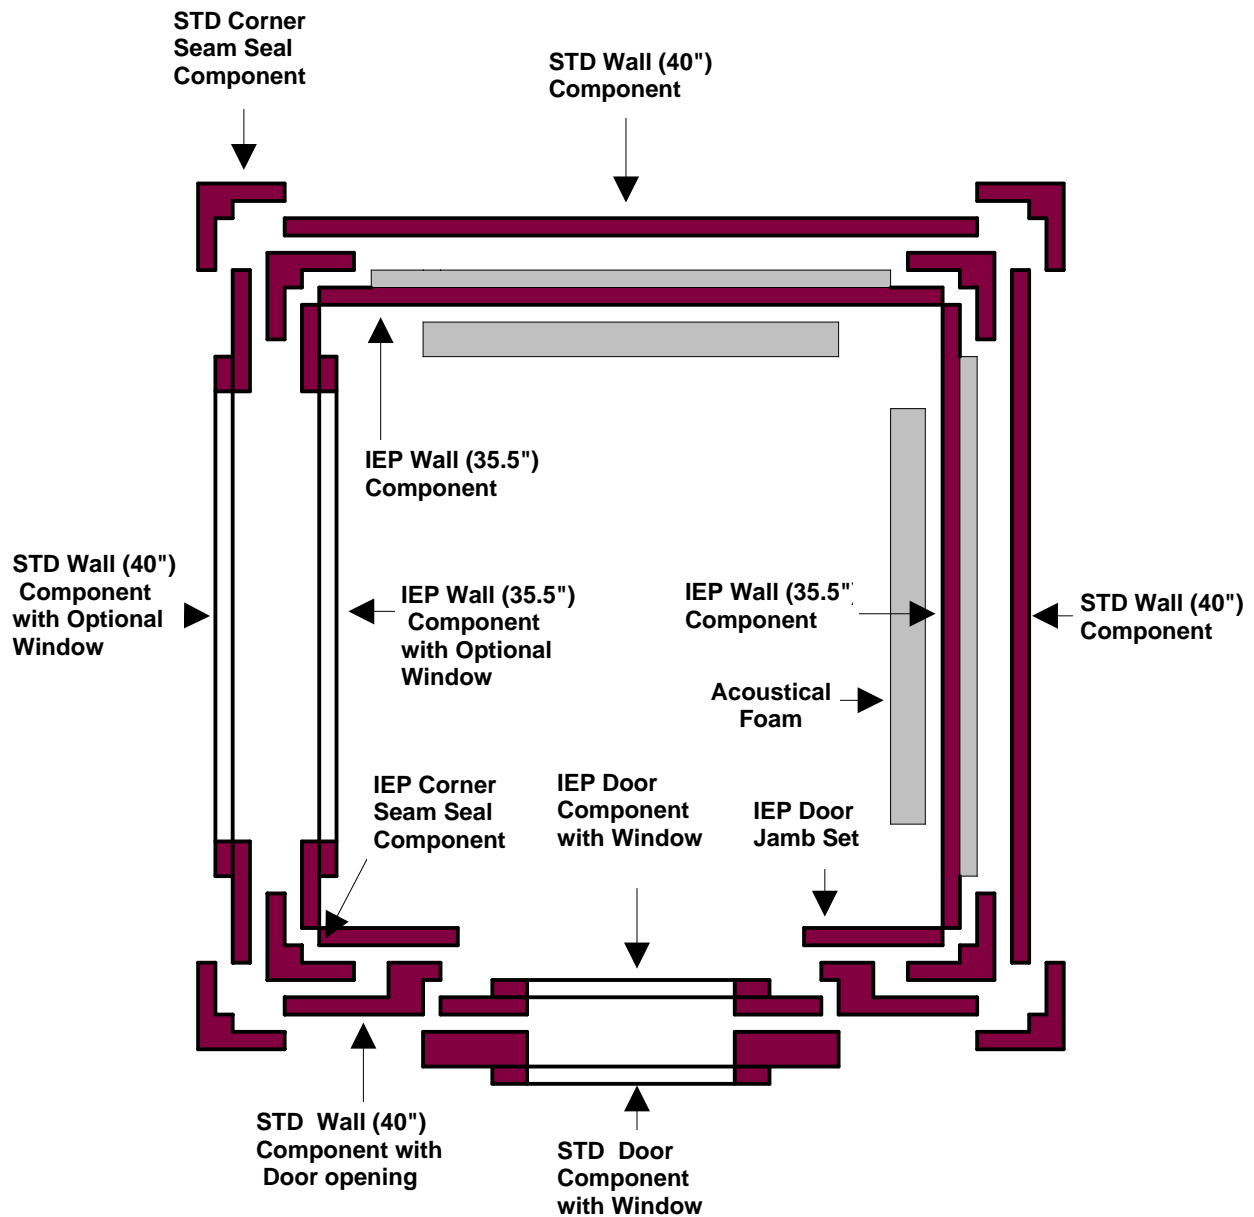 STD Corner
Seam Seal
Component
STD Wall (40")
Component
IEP Wall (35.5")
Component
STD Wall (40")
Component
with Optional
Window
IEP Wall (35.5")
Component
with Optional
Window
IEP Wall (35.5")
Component
STD Wall (40")
Component
Acoustical
Foam
IEP Corner
Seam Seal
Component
IEP Door
Component
with Window
IEP Door
Jamb Set
STD Wall (40")
Component with
Door opening
STD Door
Component
with Window